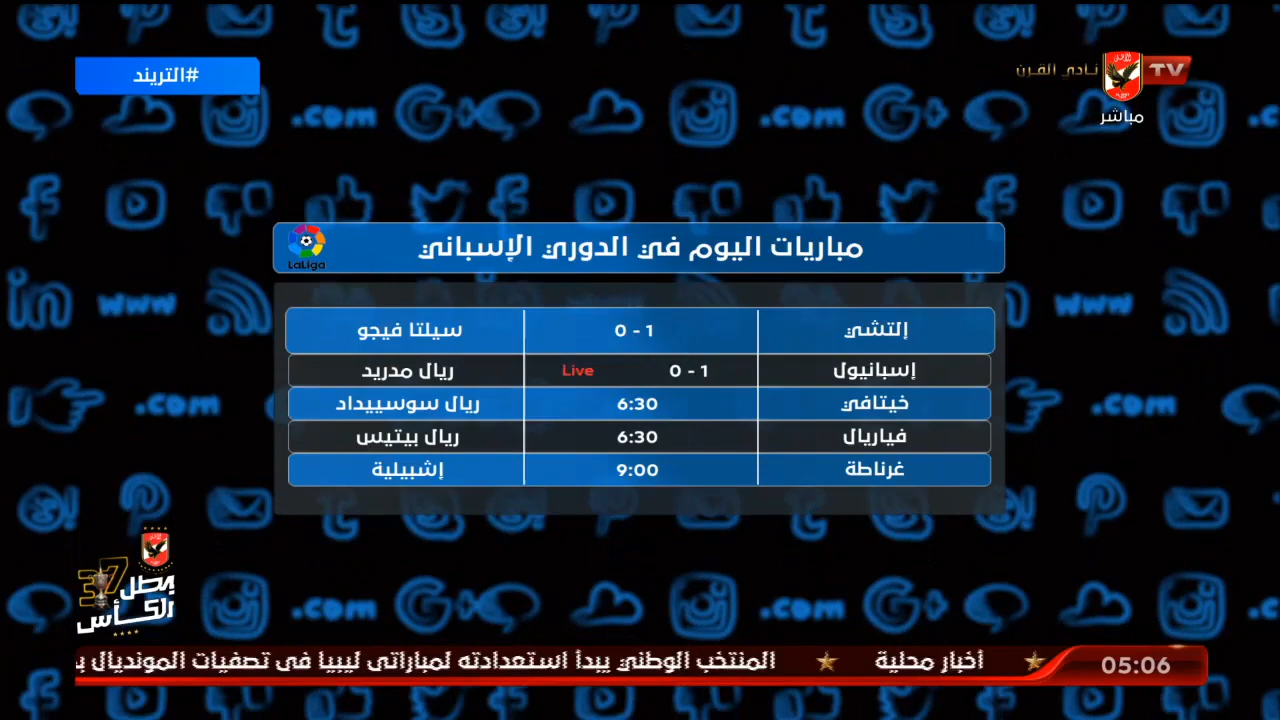 #التريند
نادي القرن
TV
مباشر
مباريات اليوم في الدوري الإسباني
LaLiga
إلتشي 1 - 0 سيلتا فيجو
إسبانيول 1 - 0 Live ريال مدريد
خيتافي 6:30 ريال سوسييداد
فياريال 6:30 ريال بيتيس
غرناطة 9:00 إشبيلية
37
بطل
الكأس
05:06 أخبار محلية المنتخب الوطني يبدأ استعدادته لمباراتى ليبيا فى تصفيات المونديال